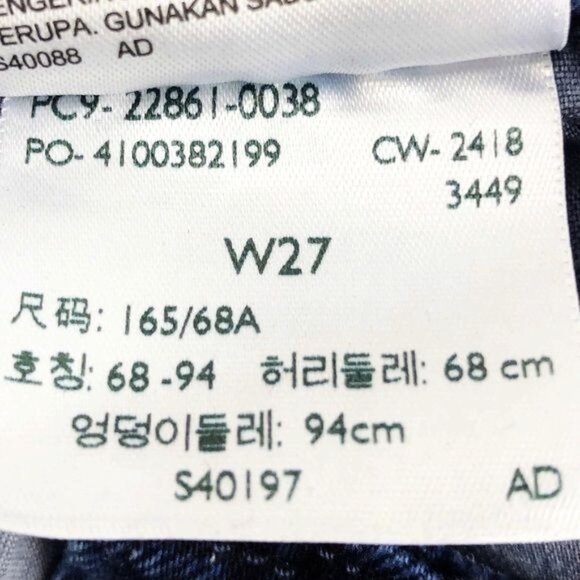 ERUPA. GUNAKAN
S40088 AD
PC9- 22861-0038
PO- 4100382199 CW- 2418
3449
W27
尺码: 165/68A
호칭: 68 -94 허리둘레: 68 cm
엉덩이둘레: 94cm
S40197 AD